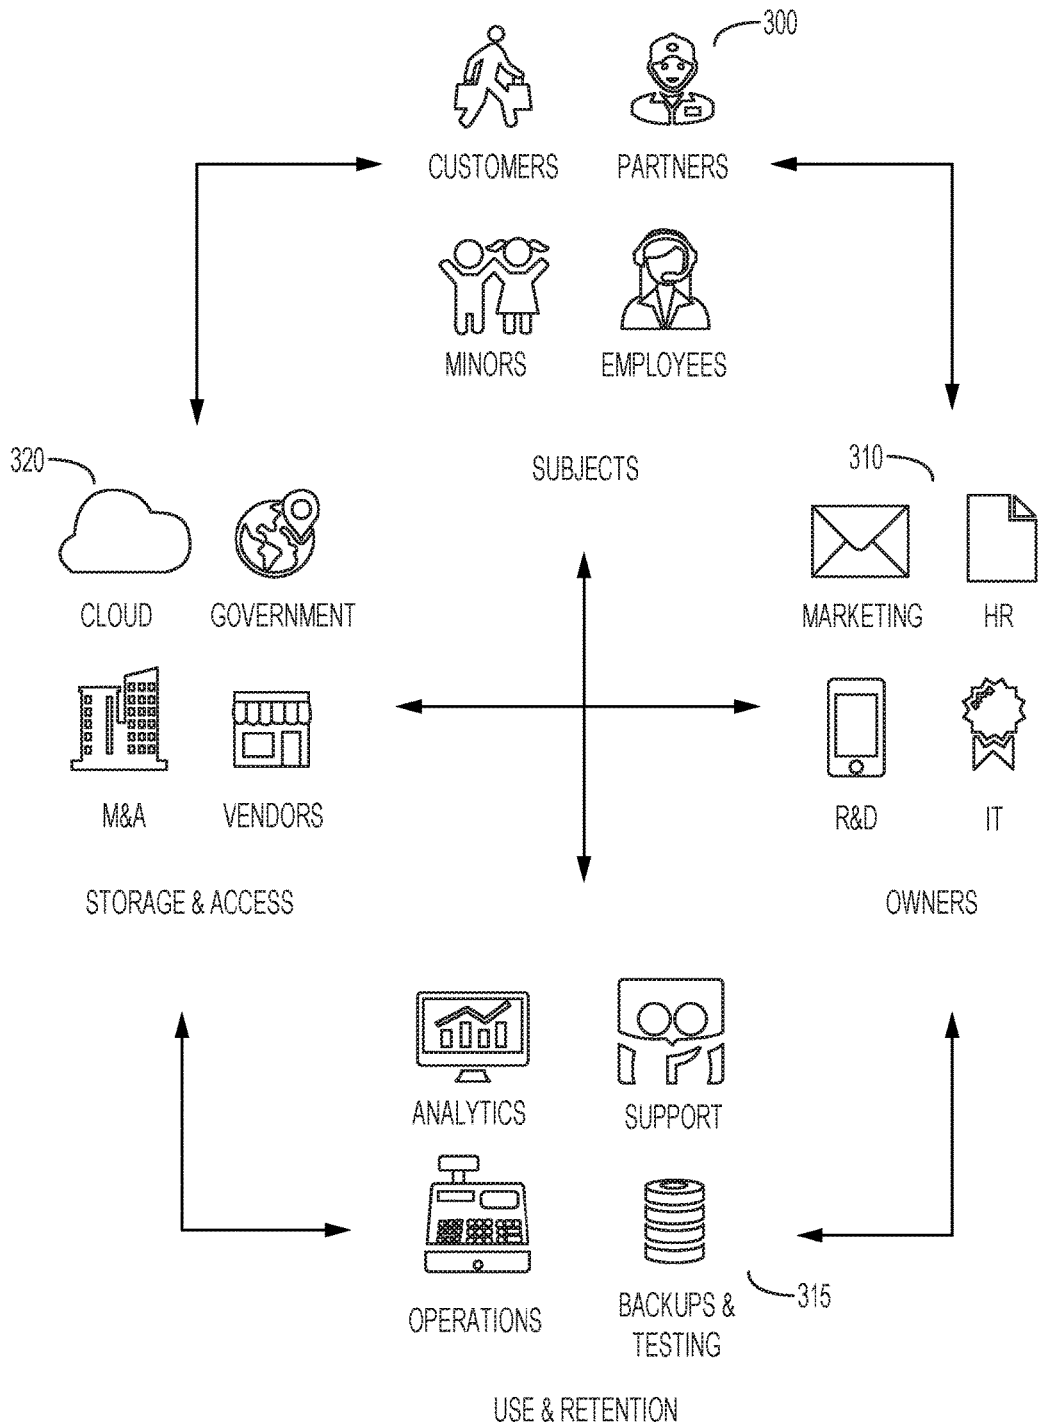 300
CUSTOMERS
PARTNERS
MINORS
EMPLOYEES
SUBJECTS
320
CLOUD
GOVERNMENT
M&A
VENDORS
STORAGE & ACCESS
310
MARKETING
HR
R&D
IT
OWNERS
ANALYTICS
SUPPORT
OPERATIONS
BACKUPS &
TESTING
315
USE & RETENTION